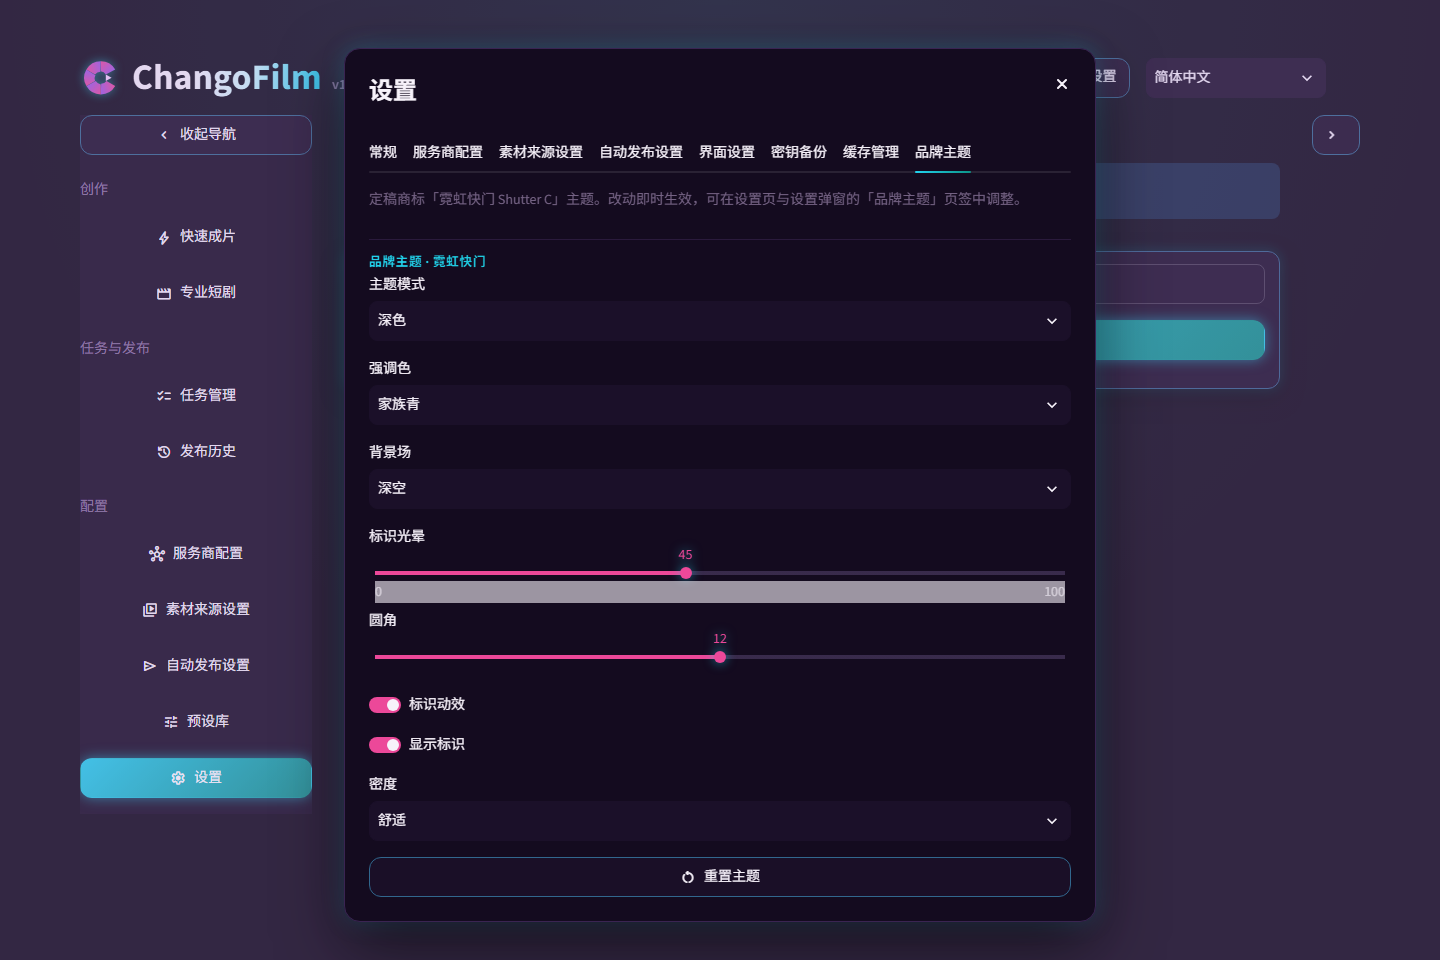 ChangoFilm v1
置
简体中文
收起导航
创作
快速成片
专业短剧
任务与发布
任务管理
发布历史
配置
服务商配置
素材来源设置
自动发布设置
预设库
设置
设置
常规 服务商配置 素材来源设置 自动发布设置 界面设置 密钥备份 缓存管理 品牌主题
定稿商标「霓虹快门 Shutter C」主题。改动即时生效，可在设置页与设置弹窗的「品牌主题」页签中调整。
品牌主题 · 霓虹快门
主题模式
深色
强调色
家族青
背景场
深空
标识光晕
45
0 100
圆角
12
标识动效
显示标识
密度
舒适
重置主题